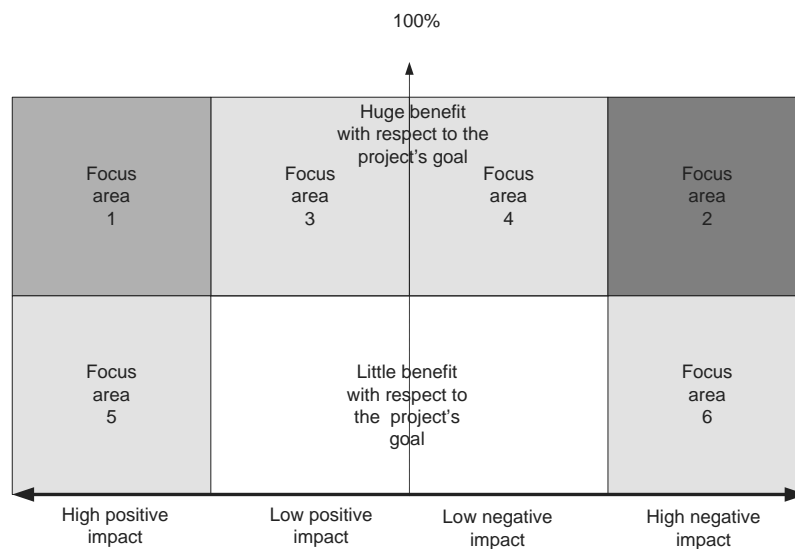 100%
Huge benefit
with respect to the
project's goal
Focus
area
1
Focus
area
3
Focus
area
4
Focus
area
2
Focus
area
5
Little benefit
with respect to
the project's
goal
Focus
area
6
High positive
impact
Low positive
impact
Low negative
impact
High negative
impact